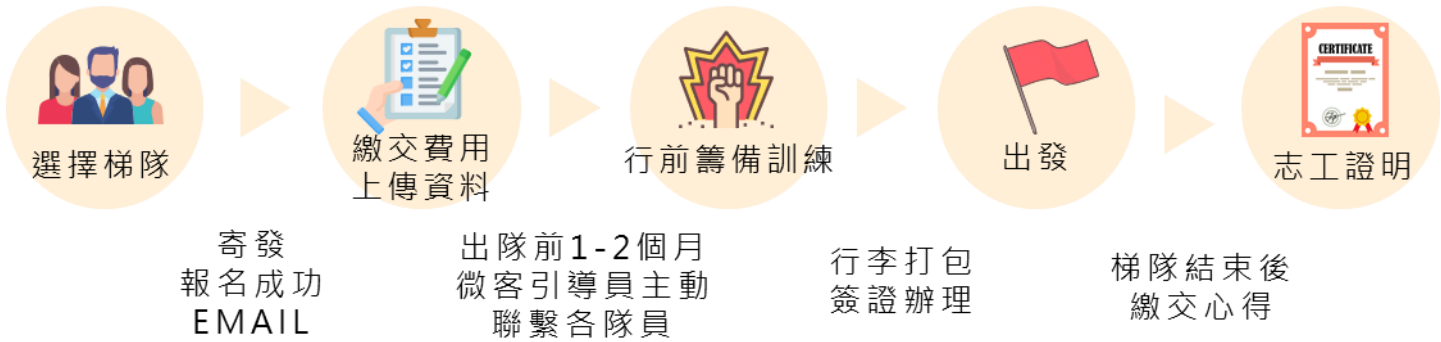 CERTIFICATE
選擇梯隊
繳交費用
上傳資料
行前籌備訓練
出發
志工證明
寄發
報名成功
EMAIL
出隊前1-2個月
微客引導員主動
聯繫各隊員
行李打包
簽證辦理
梯隊結束後
繳交心得